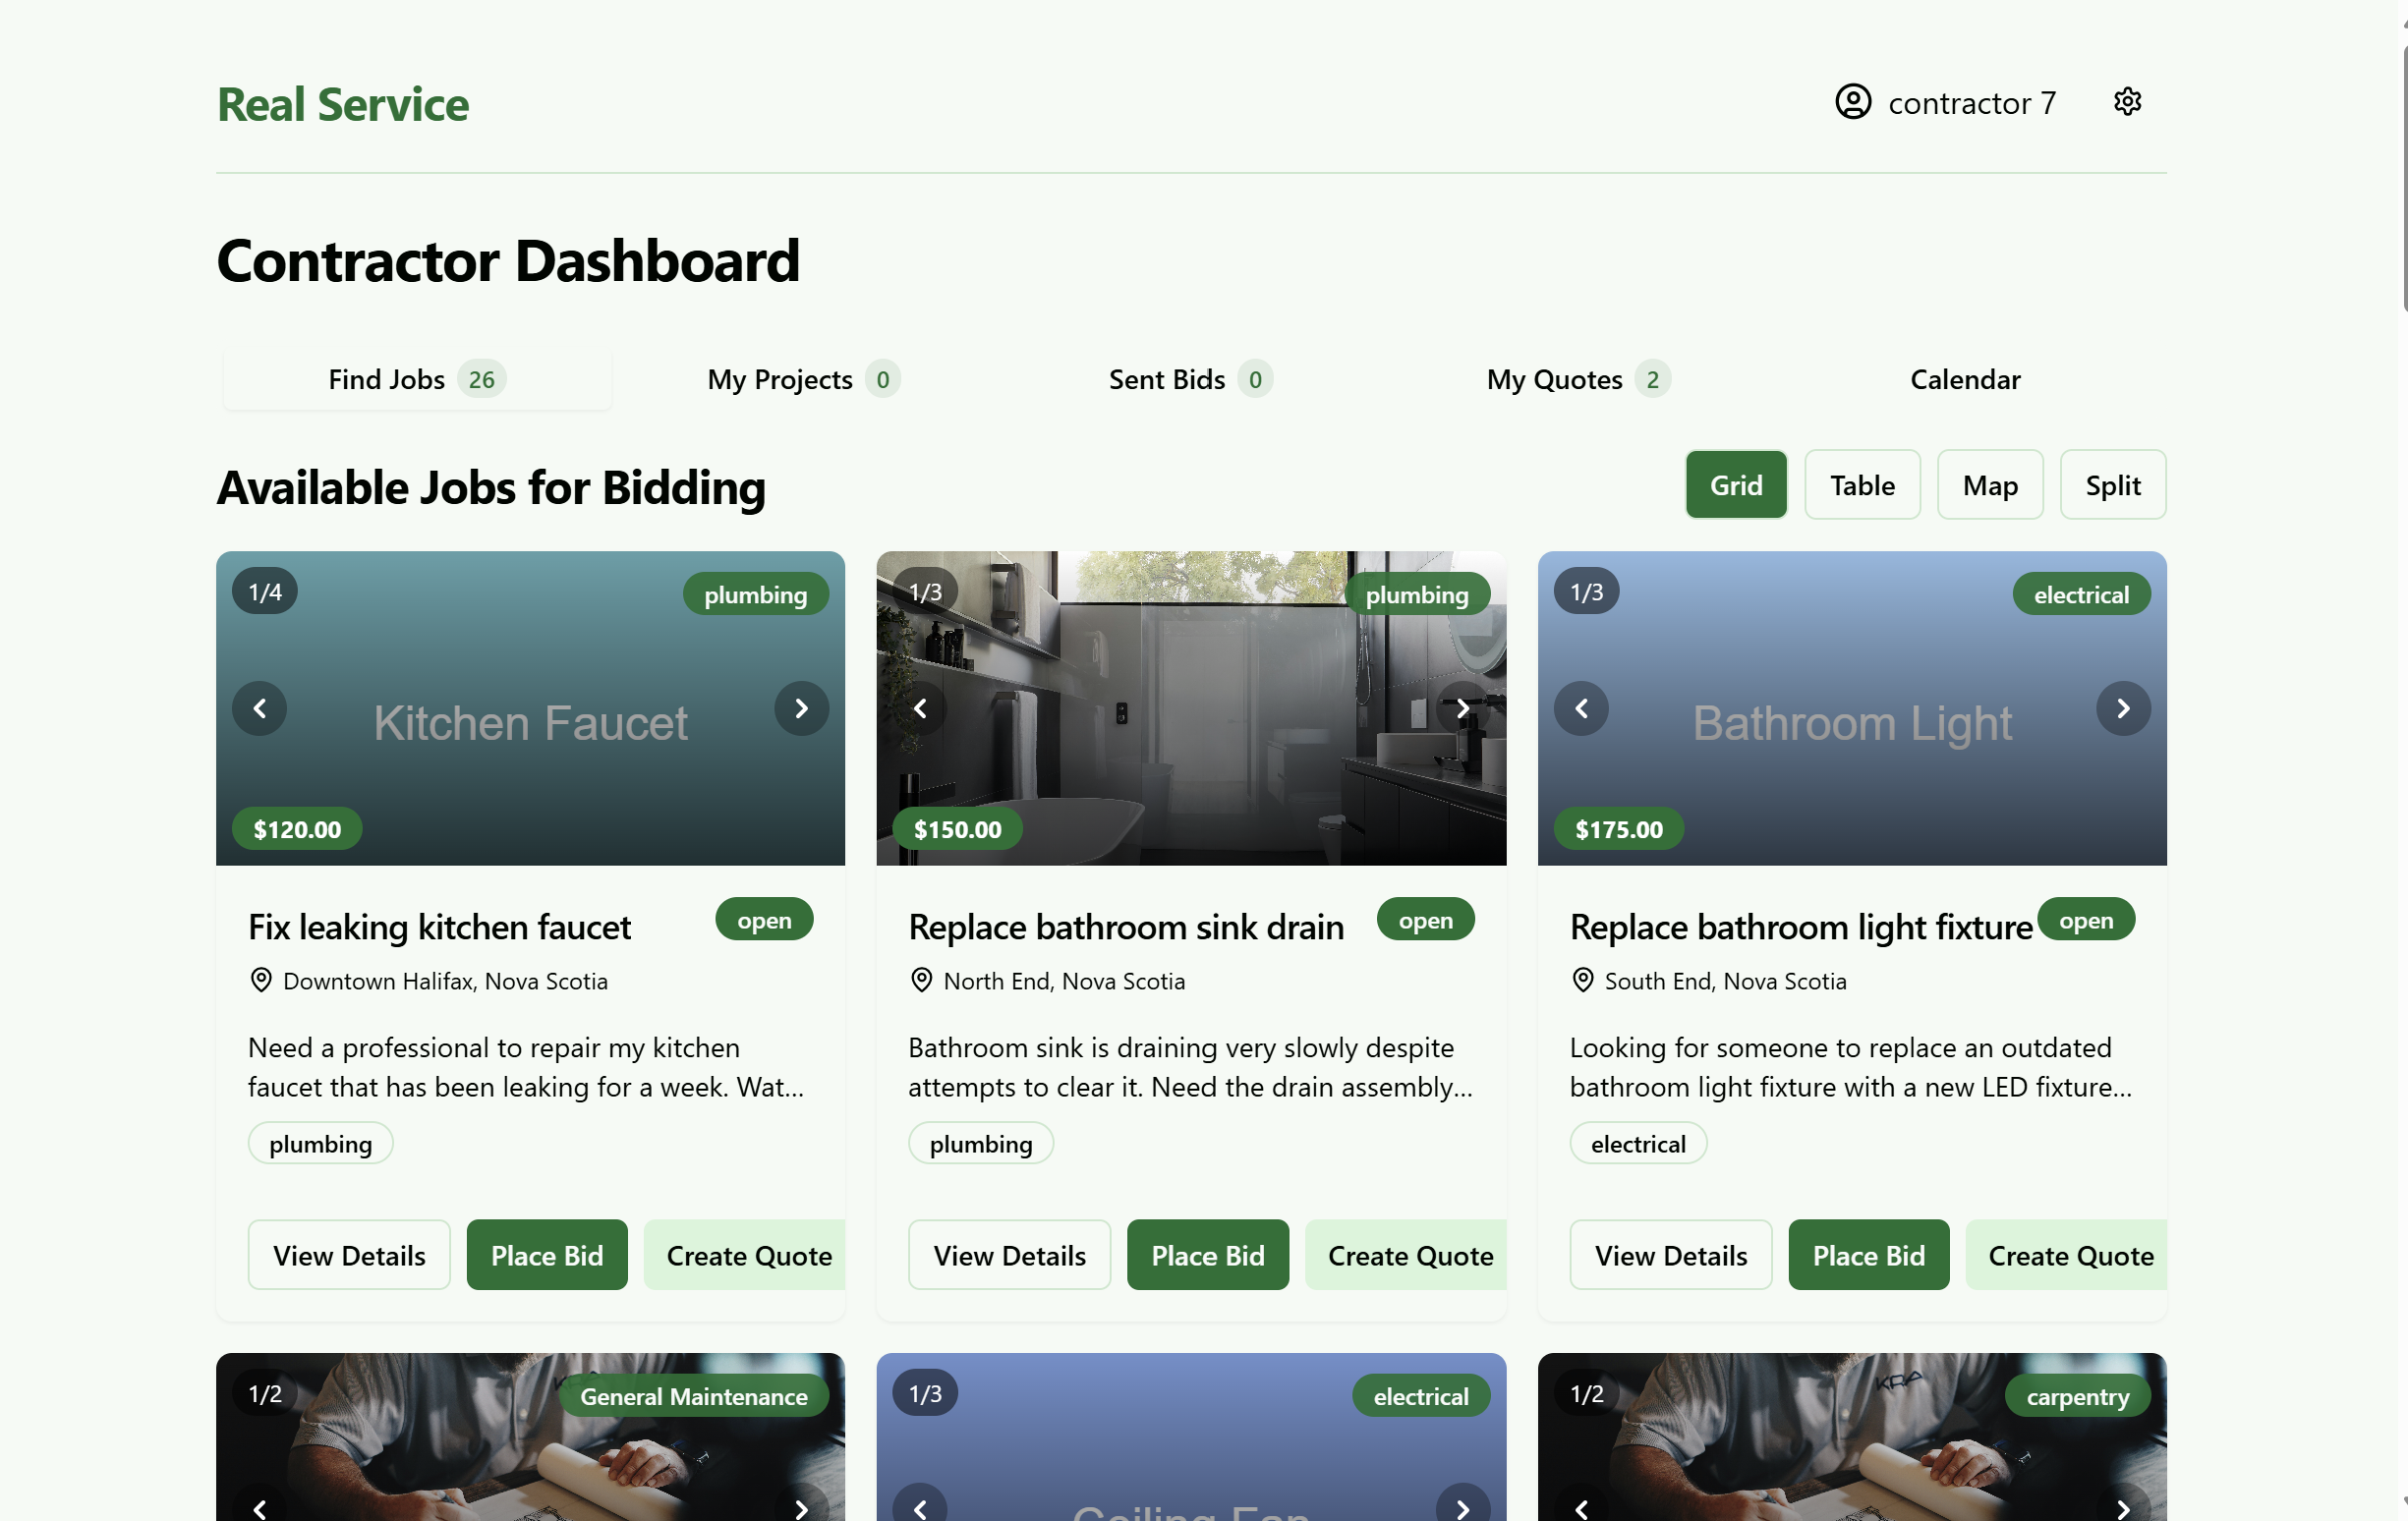 Real Service
contractor 7
Contractor Dashboard
Find Jobs 26
My Projects 0
Sent Bids 0
My Quotes 2
Calendar
Available Jobs for Bidding
Grid
Table
Map
Split
1/4
plumbing
Kitchen Faucet
$120.00
Fix leaking kitchen faucet
open
Downtown Halifax, Nova Scotia
Need a professional to repair my kitchen
faucet that has been leaking for a week. Wat...
plumbing
View Details
Place Bid
Create Quote
1/3
plumbing
$150.00
Replace bathroom sink drain
open
North End, Nova Scotia
Bathroom sink is draining very slowly despite
attempts to clear it. Need the drain assembly...
plumbing
View Details
Place Bid
Create Quote
1/3
electrical
Bathroom Light
$175.00
Replace bathroom light fixture
open
South End, Nova Scotia
Looking for someone to replace an outdated
bathroom light fixture with a new LED fixture...
electrical
View Details
Place Bid
Create Quote
1/2
General Maintenance
1/3
electrical
Ceiling Fan
1/2
KRA
carpentry